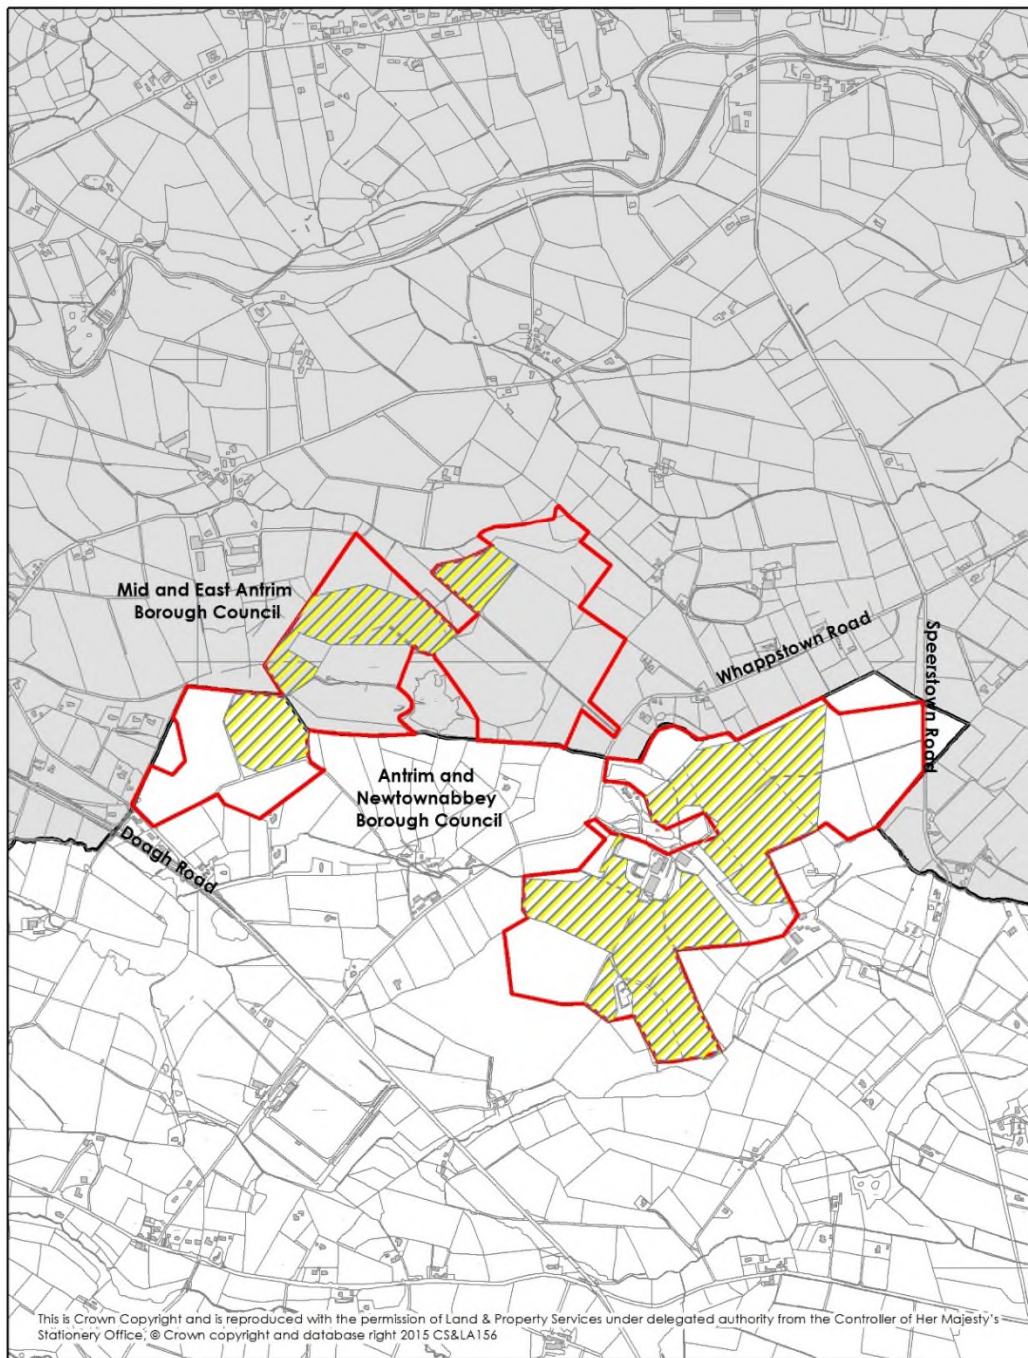 Mid and East Antrim
Borough Council
Whappstown Road
Speerstown Road
Antrim and
Newtownabbey
Borough Council
Doagh Road
This is Crown Copyright and is reproduced with the permission of Land & Property Services under delegated authority from the Controller of Her Majesty's
Stationery Office, © Crown copyright and database right 2015 CS&LA156